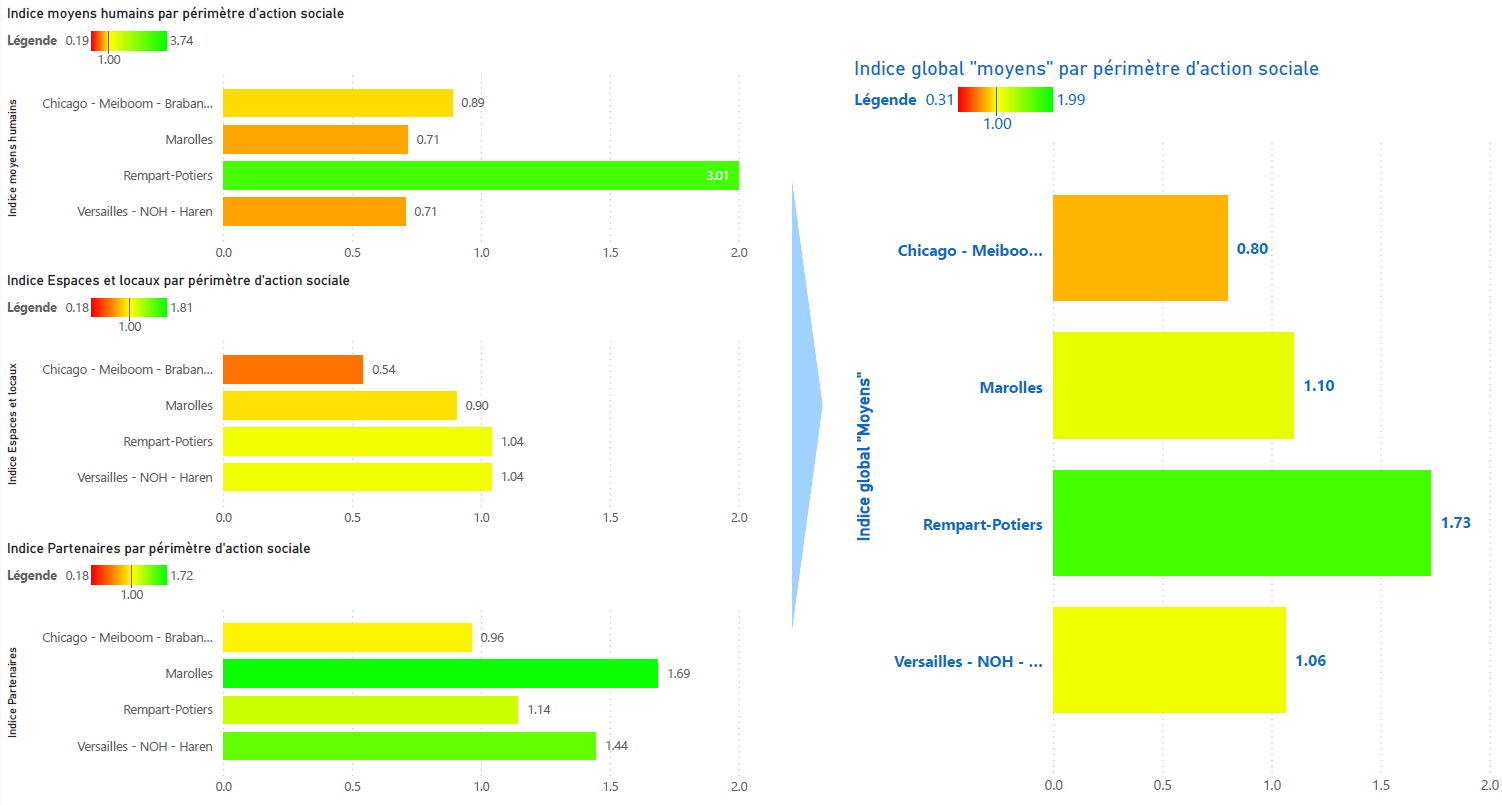 Indice moyens humains par périmètre d'action sociale
Légende 0.19 3.74
1.00
Indice moyens humains
Chicago - Meiboom - Braban... 0.89
Marolles 0.71
Rempart-Potiers 3.01
Versailles - NOH - Haren 0.71
0.0 0.5 1.0 1.5 2.0
Indice Espaces et locaux par périmètre d'action sociale
Légende 0.18 1.81
1.00
Indice Espaces et locaux
Chicago - Meiboom - Braban... 0.54
Marolles 0.90
Rempart-Potiers 1.04
Versailles - NOH - Haren 1.04
0.0 0.5 1.0 1.5 2.0
Indice Partenaires par périmètre d'action sociale
Légende 0.18 1.72
1.00
Indice Partenaires
Chicago - Meiboom - Braban... 0.96
Marolles 1.69
Rempart-Potiers 1.14
Versailles - NOH - Haren 1.44
0.0 0.5 1.0 1.5 2.0
Indice global "moyens" par périmètre d'action sociale
Légende 0.31 1.99
1.00
Indice global "Moyens"
Chicago - Meiboo... 0.80
Marolles 1.10
Rempart-Potiers 1.73
Versailles - NOH - ... 1.06
0.0 0.5 1.0 1.5 2.0